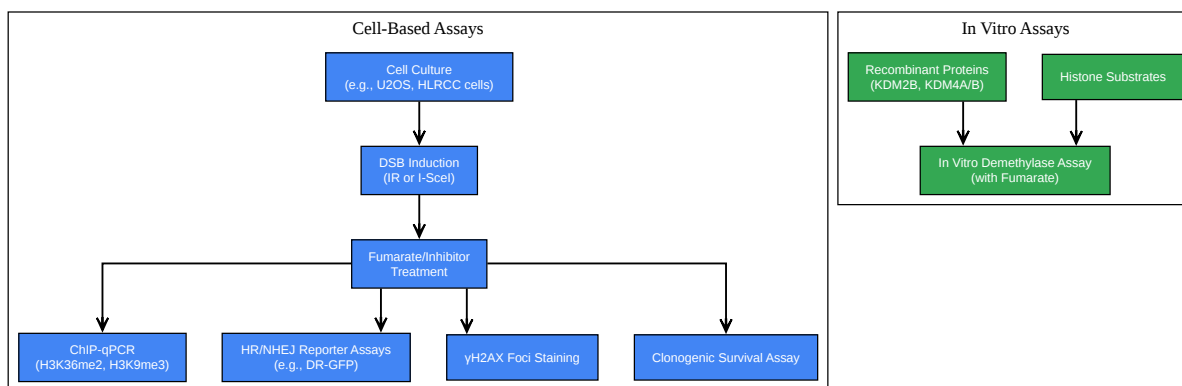 Cell-Based Assays
Cell Culture
(e.g., U2OS, HLRCC cells)
DSB Induction
(IR or I-SceI)
Fumarate/Inhibitor
Treatment
ChIP-qPCR
(H3K36me2, H3K9me3)
HR/NHEJ Reporter Assays
(e.g., DR-GFP)
γH2AX Foci Staining
Clonogenic Survival Assay
In Vitro Assays
Recombinant Proteins
(KDM2B, KDM4A/B)
Histone Substrates
In Vitro Demethylase Assay
(with Fumarate)